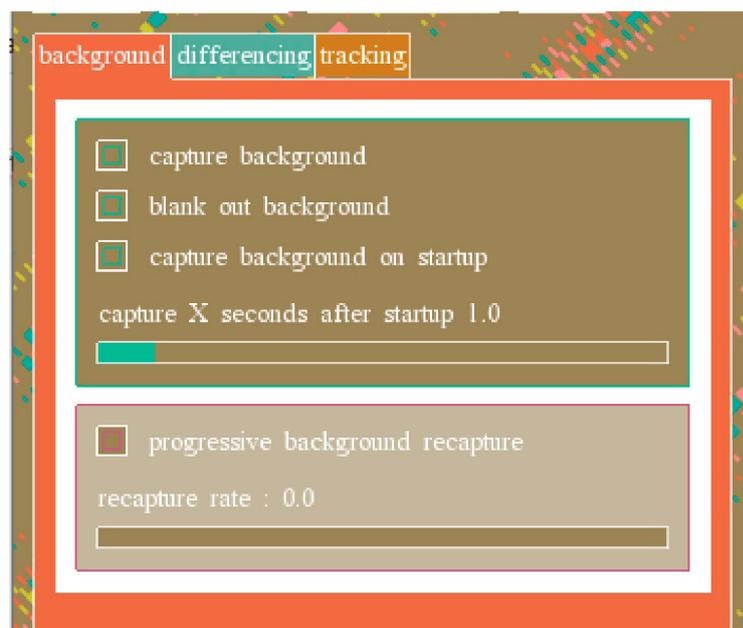 background differencing tracking
capture background
blank out background
capture background on startup
capture X seconds after startup 1.0
progressive background recapture
recapture rate : 0.0